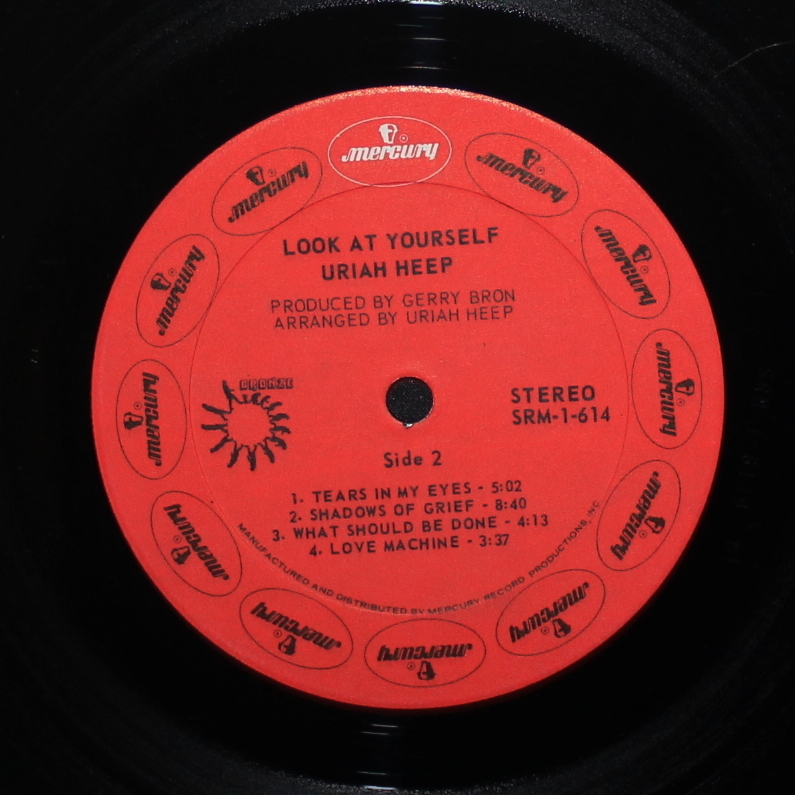 mercury
mercury
mercury
mercury
mercury
mercury
mercury
mercury
mercury
mercury
mercury
mercury
LOOK AT YOURSELF
URIAH HEEP
PRODUCED BY GERRY BRON
ARRANGED BY URIAH HEEP
BRONZE
STEREO
SRM-1-614
Side 2
1. TEARS IN MY EYES - 5:02
2. SHADOWS OF GRIEF - 8:40
3. WHAT SHOULD BE DONE - 4:13
4. LOVE MACHINE - 3:37
MANUFACTURED AND DISTRIBUTED BY MERCURY RECORD PRODUCTIONS, INC